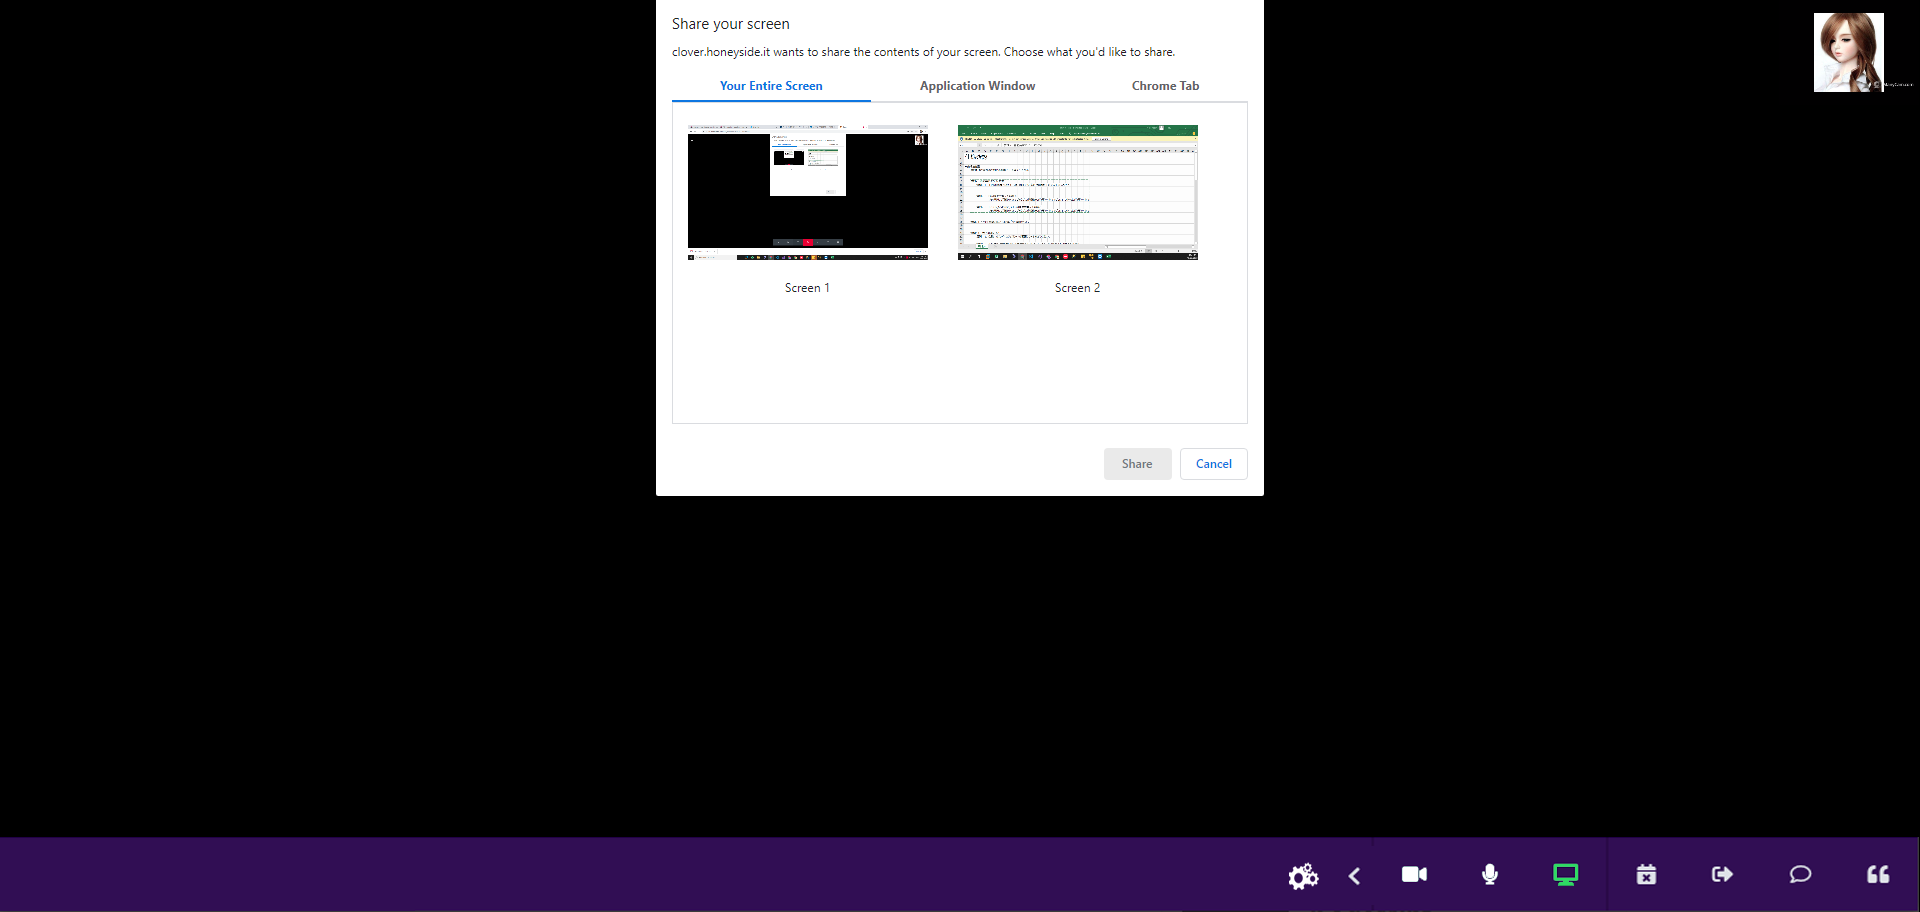 Share your screen
clover.honeyside.it wants to share the contents of your screen. Choose what you'd like to share.
Your Entire Screen
Application Window
Chrome Tab
Screen 1
Screen 2
Share
Cancel